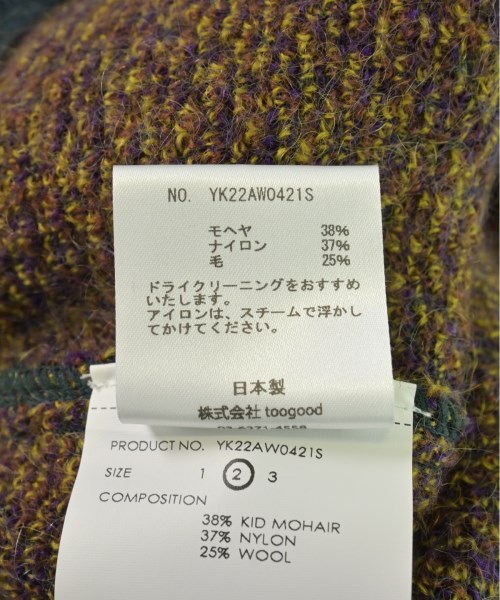 NO. YK22AW0421S
モヘヤ 38%
ナイロン 37%
毛 25%
ドライクリーニングをおすすめ
いたします。
アイロンは、スチームで浮かし
てかけてください。
日本製
株式会社 toogood
PRODUCT NO. YK22AW0421S
SIZE 1 2 3
COMPOSITION
38% KID MOHAIR
37% NYLON
25% WOOL